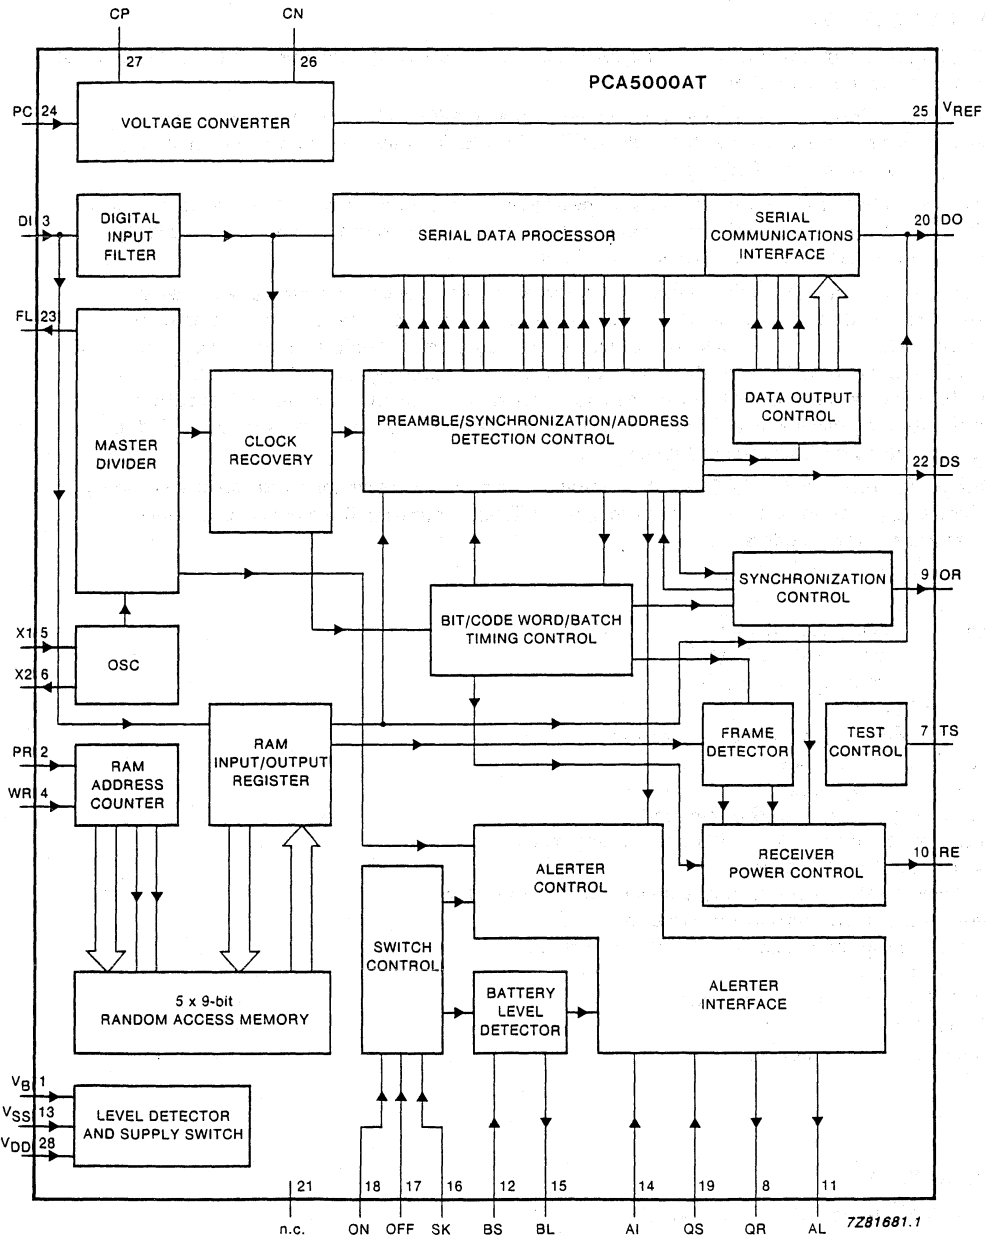 CP
CN
27
26
PCA5000AT
PC 24
VOLTAGE CONVERTER
25 VREF
DI 3
DIGITAL
INPUT
FILTER
SERIAL DATA PROCESSOR
SERIAL
COMMUNICATIONS
INTERFACE
20 DO
FL 23
MASTER
DIVIDER
CLOCK
RECOVERY
PREAMBLE/SYNCHRONIZATION/ADDRESS
DETECTION CONTROL
DATA OUTPUT
CONTROL
22 DS
SYNCHRONIZATION
CONTROL
9 OR
BIT/CODE WORD/BATCH
TIMING CONTROL
X1 5
X2 6
OSC
PR 2
WR 4
RAM
ADDRESS
COUNTER
RAM
INPUT/OUTPUT
REGISTER
FRAME
DETECTOR
TEST
CONTROL
7 TS
RECEIVER
POWER CONTROL
10 RE
ALERTER
CONTROL
SWITCH
CONTROL
BATTERY
LEVEL
DETECTOR
ALERTER
INTERFACE
5 x 9-bit
RANDOM ACCESS MEMORY
VB 1
VSS 13
VDD 28
LEVEL DETECTOR
AND SUPPLY SWITCH
21 18 17 16 12 15 14 19 8 11
n.c. ON OFF SK BS BL AI QS QR AL
7Z81681.1